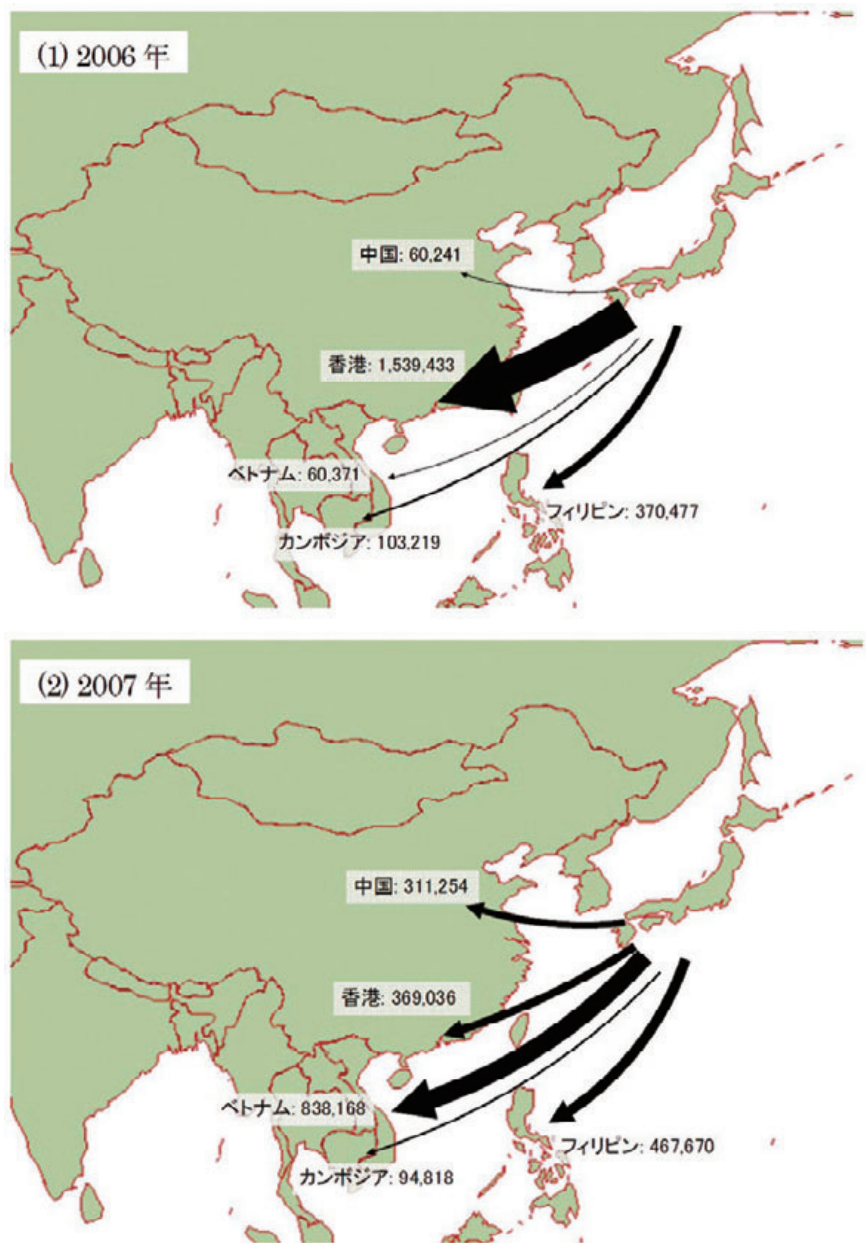 (1) 2006 年
中国: 60,241
香港: 1,539,433
ベトナム: 60,371
フィリピン: 370,477
カンボジア: 103,219
(2) 2007 年
中国: 311,254
香港: 369,036
ベトナム: 838,168
フィリピン: 467,670
カンボジア: 94,818